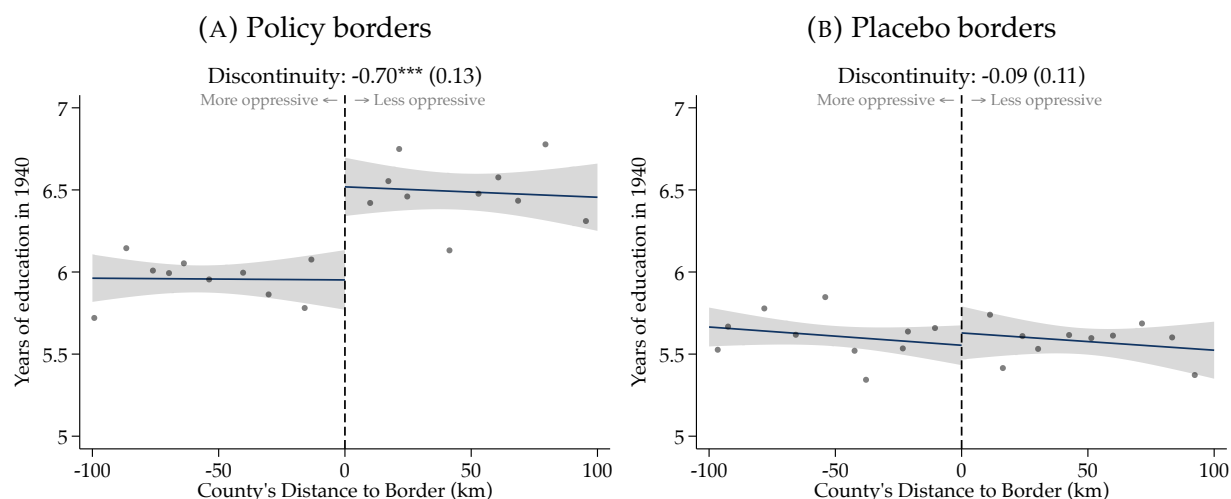 (A) Policy borders
Discontinuity: -0.70*** (0.13)
More oppressive ← → Less oppressive
Years of education in 1940
7
6.5
6
5.5
5
-100 -50 0 50 100
County's Distance to Border (km)
(B) Placebo borders
Discontinuity: -0.09 (0.11)
More oppressive ← → Less oppressive
Years of education in 1940
7
6.5
6
5.5
5
-100 -50 0 50 100
County's Distance to Border (km)